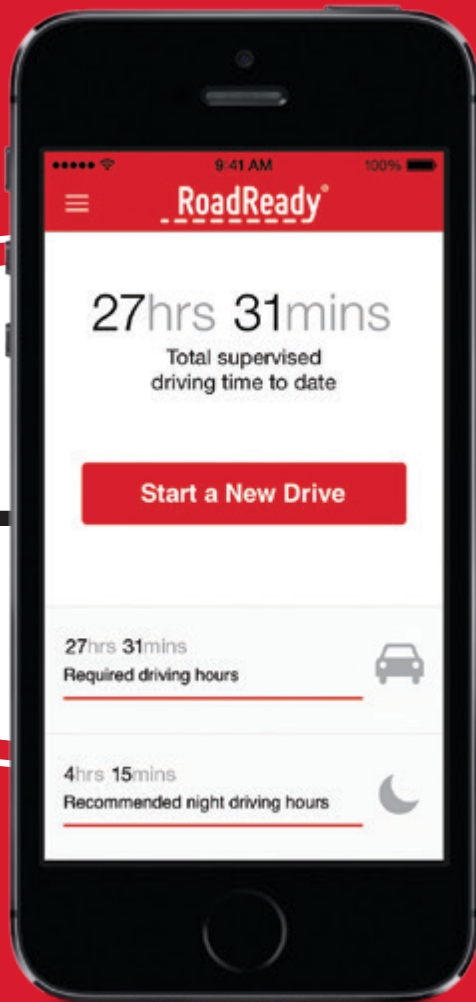 9:41 AM 100%
RoadReady®
27hrs 31mins
Total supervised
driving time to date
Start a New Drive
27hrs 31mins
Required driving hours
4hrs 15mins
Recommended night driving hours